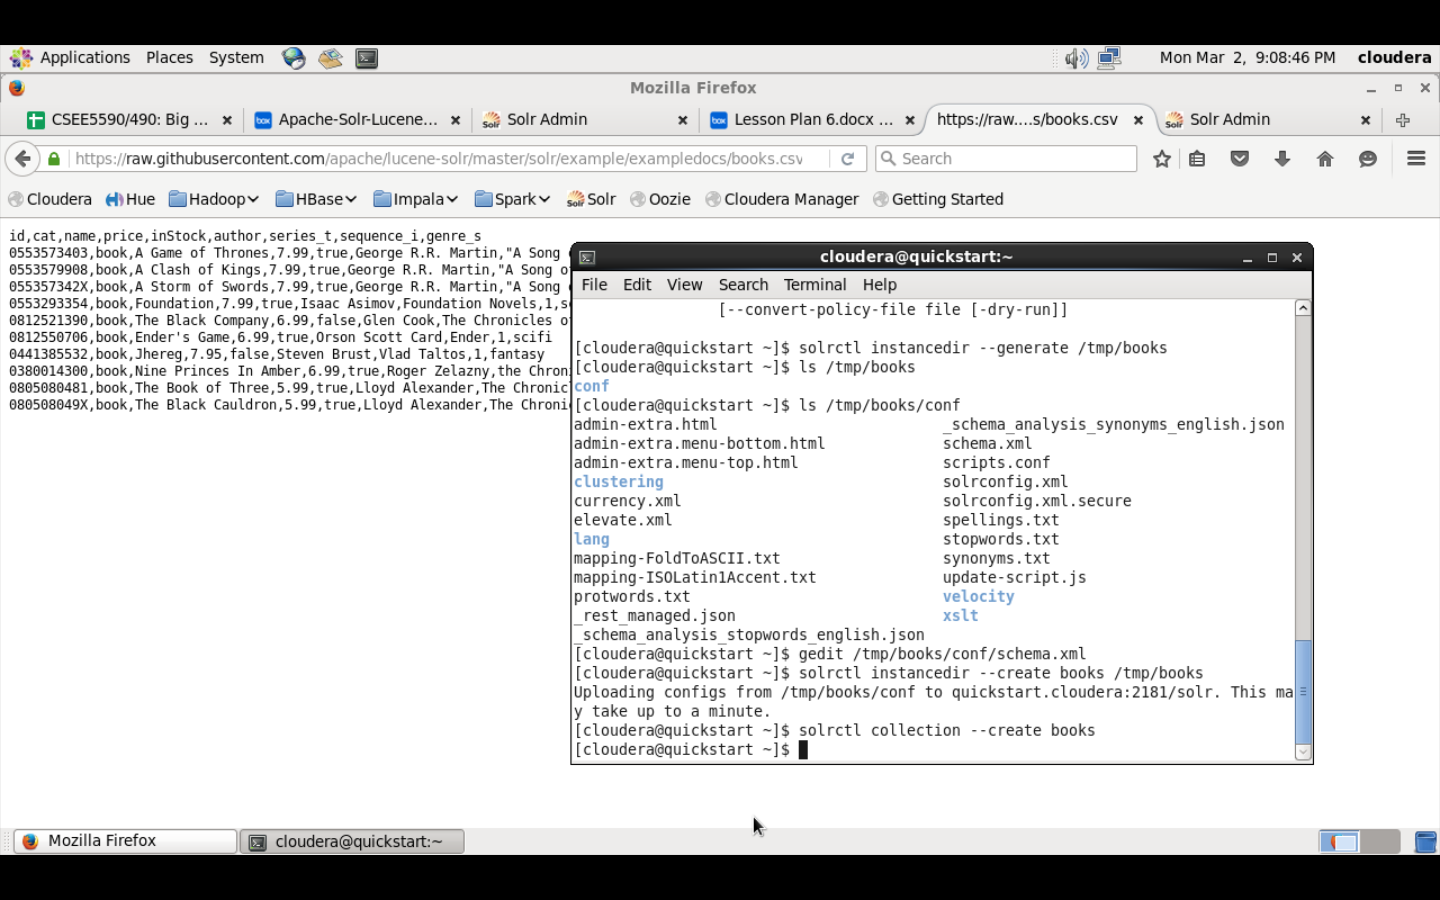 Applications Places System Mon Mar 2, 9:08:46 PM cloudera
Mozilla Firefox
CSEE5590/490: Big ... Apache-Solr-Lucene... Solr Admin Lesson Plan 6.docx ... https://raw....s/books.csv Solr Admin
https://raw.githubusercontent.com/apache/lucene-solr/master/solr/example/exampledocs/books.csv Search
Cloudera Hue Hadoop HBase Impala Spark Solr Oozie Cloudera Manager Getting Started
id,cat,name,price,inStock,author,series_t,sequence_i,genre_s
0553573403,book,A Game of Thrones,7.99,true,George R.R. Martin,"A Song
0553579908,book,A Clash of Kings,7.99,true,George R.R. Martin,"A Song o
055357342X,book,A Storm of Swords,7.99,true,George R.R. Martin,"A Song
0553293354,book,Foundation,7.99,true,Isaac Asimov,Foundation Novels,1,s
0812521390,book,The Black Company,6.99,false,Glen Cook,The Chronicles o
0812550706,book,Ender's Game,6.99,true,Orson Scott Card,Ender,1,scifi
0441385532,book,Jhereg,7.95,false,Steven Brust,Vlad Taltos,1,fantasy
0380014300,book,Nine Princes In Amber,6.99,true,Roger Zelazny,the Chron
0805080481,book,The Book of Three,5.99,true,Lloyd Alexander,The Chronic
080508049X,book,The Black Cauldron,5.99,true,Lloyd Alexander,The Chroni
cloudera@quickstart:~
File Edit View Search Terminal Help
[--convert-policy-file file [-dry-run]]
[cloudera@quickstart ~]$ solrctl instancedir --generate /tmp/books
[cloudera@quickstart ~]$ ls /tmp/books
conf
[cloudera@quickstart ~]$ ls /tmp/books/conf
admin-extra.html _schema_analysis_synonyms_english.json
admin-extra.menu-bottom.html schema.xml
admin-extra.menu-top.html scripts.conf
clustering solrconfig.xml
currency.xml solrconfig.xml.secure
elevate.xml spellings.txt
lang stopwords.txt
mapping-FoldToASCII.txt synonyms.txt
mapping-ISOLatin1Accent.txt update-script.js
protwords.txt velocity
_rest_managed.json xslt
_schema_analysis_stopwords_english.json
[cloudera@quickstart ~]$ gedit /tmp/books/conf/schema.xml
[cloudera@quickstart ~]$ solrctl instancedir --create books /tmp/books
Uploading configs from /tmp/books/conf to quickstart.cloudera:2181/solr. This ma
y take up to a minute.
[cloudera@quickstart ~]$ solrctl collection --create books
[cloudera@quickstart ~]$
Mozilla Firefox cloudera@quickstart:~